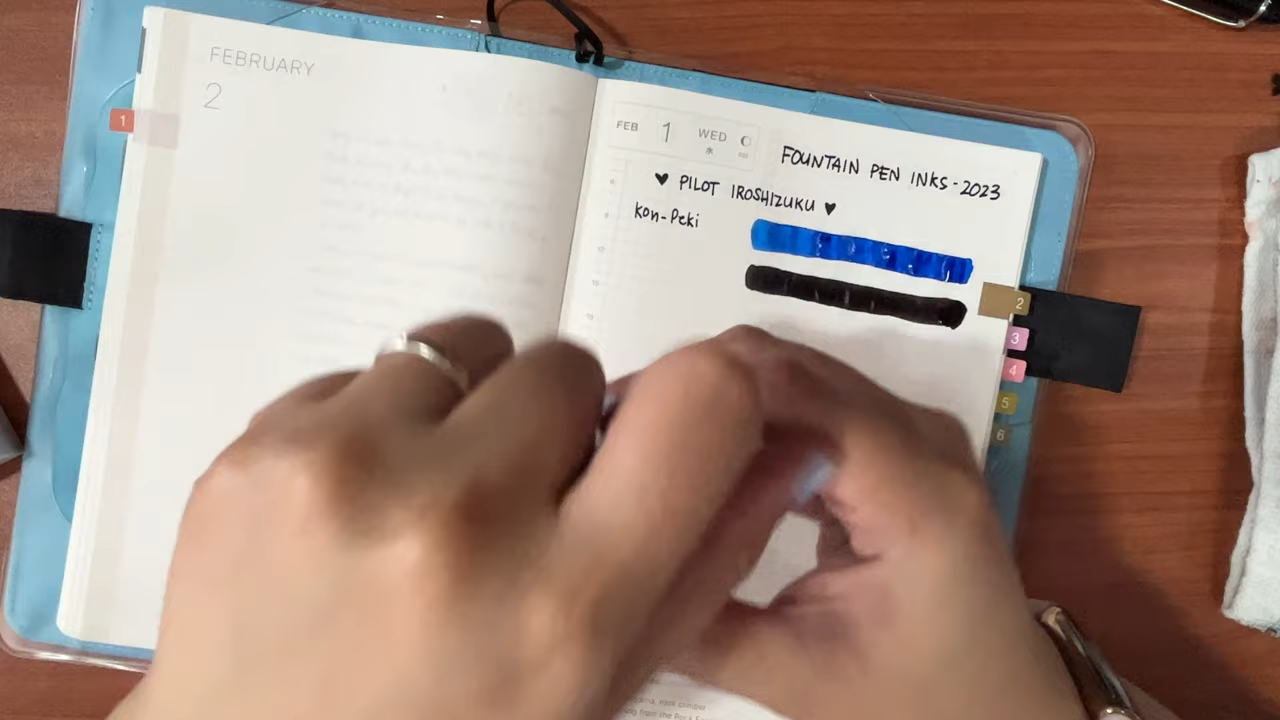 FEBRUARY
2
1
FEB 1 WED
水
FOUNTAIN PEN INKS - 2023
♥ PILOT IROSHIZUKU ♥
Kon-Peki
2
3
4
5
6